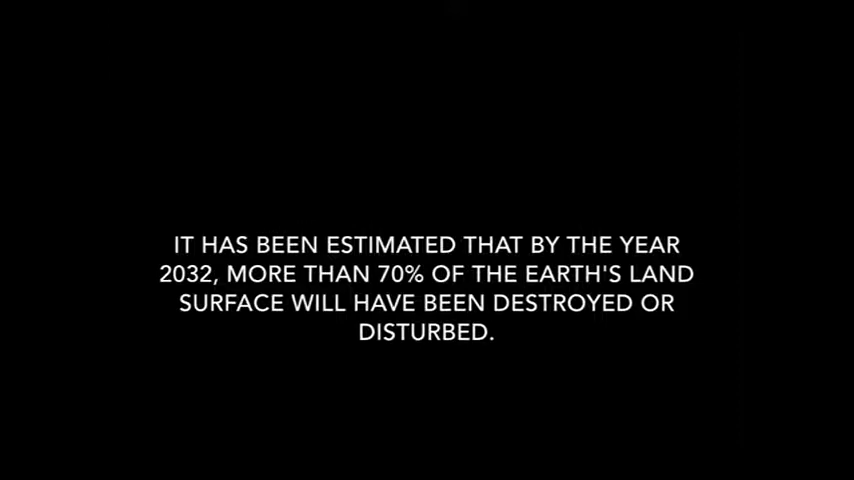 IT HAS BEEN ESTIMATED THAT BY THE YEAR
2032, MORE THAN 70% OF THE EARTH'S LAND
SURFACE WILL HAVE BEEN DESTROYED OR
DISTURBED.